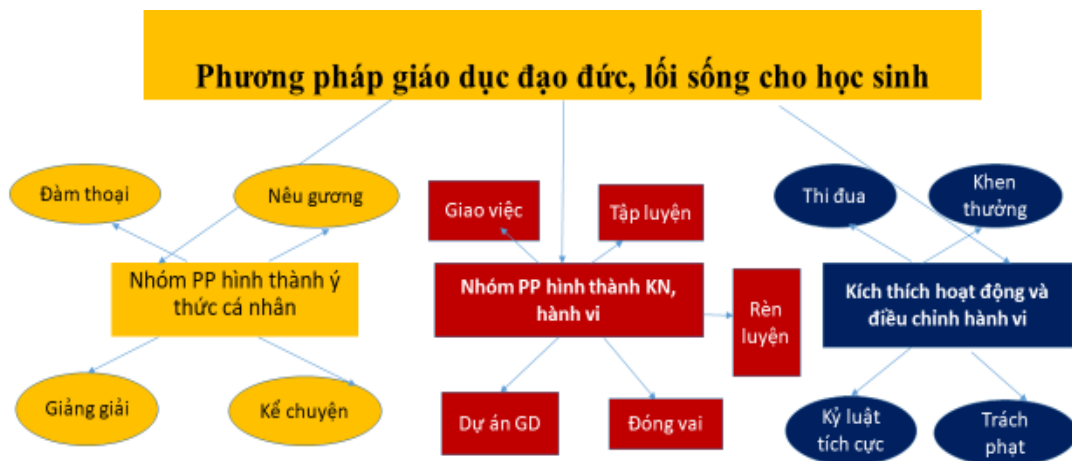 Phương pháp giáo dục đạo đức, lối sống cho học sinh
Đàm thoại
Nêu gương
Nhóm PP hình thành ý
thức cá nhân
Giảng giải
Kể chuyện
Giao việc
Tập luyện
Nhóm PP hình thành KN,
hành vi
Rèn
luyện
Dự án GD
Đóng vai
Thi đua
Khen
thưởng
Kích thích hoạt động và
điều chỉnh hành vi
Kỷ luật
tích cực
Trách
phạt